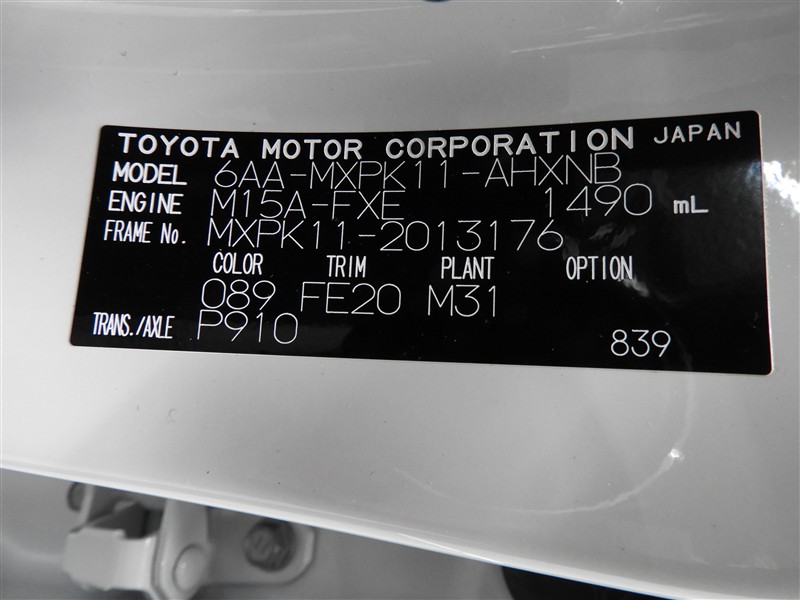 TOYOTA MOTOR CORPORATION JAPAN
MODEL 6AA-MXPK11-AHXNB
ENGINE M15A-FXE 1490 mL
FRAME No. MXPK11-2013176
COLOR TRIM PLANT OPTION
089 FE20 M31
TRANS./AXLE P910 839